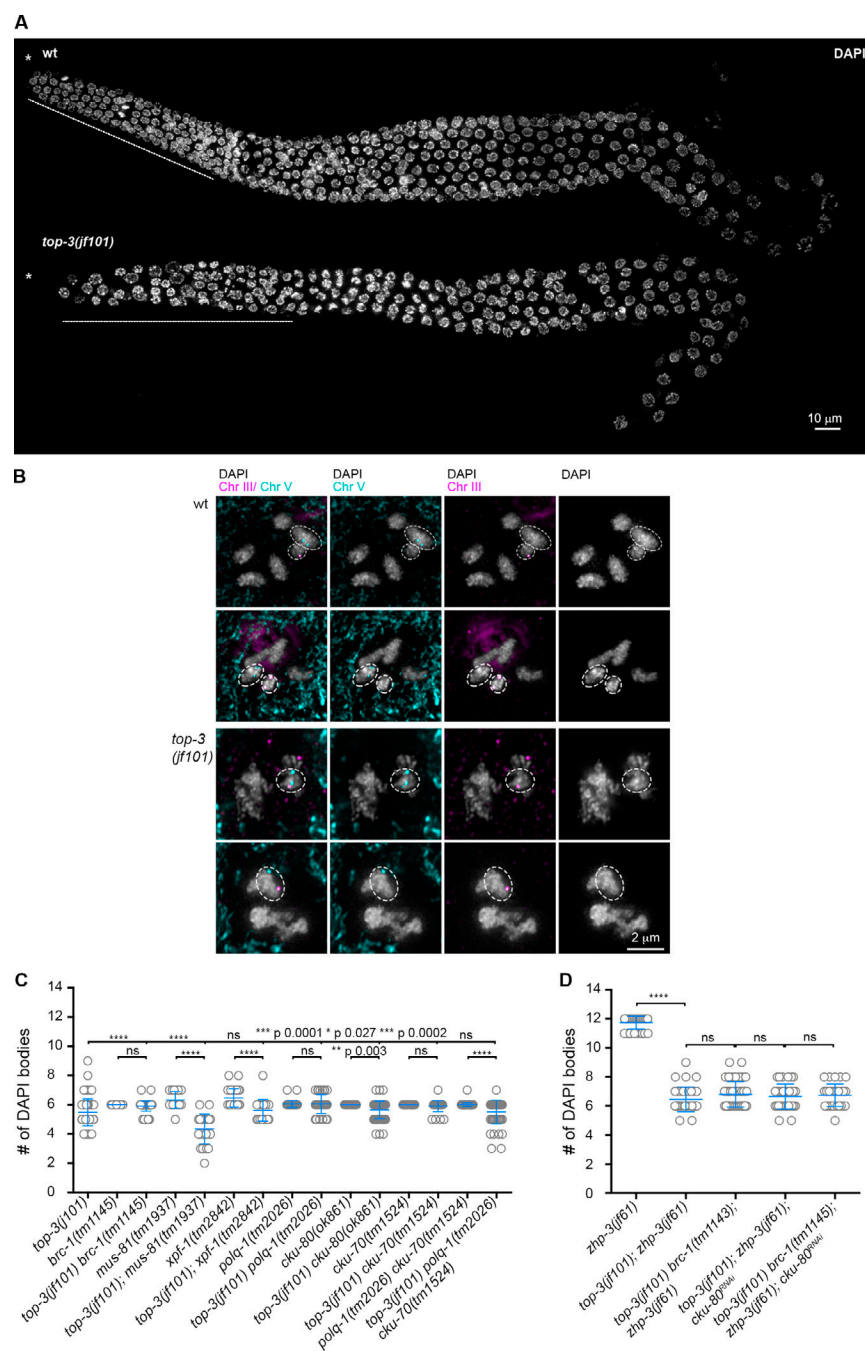 A
wt
DAPI
*
top-3(jf101)
*
10 µm
B
DAPI
Chr III/ Chr V
DAPI
Chr V
DAPI
Chr III
DAPI
wt
top-3
(jf101)
2 µm
C
# of DAPI bodies
14
12
10
8
6
4
2
0
**** **** ns *** p 0.0001 * p 0.027 *** p 0.0002 ns
ns **** **** ns ** p 0.003 ns ****
top-3(j101)
brc-1(tm1145)
top-3(jf101) brc-1(tm1145)
mus-81(tm1937)
top-3(jf101); mus-81(tm1937)
xpf-1(tm2842)
top-3(jf101); xpf-1(tm2842)
polq-1(tm2026)
top-3(jf101) polq-1(tm2026)
cku-80(ok861)
top-3(jf101) cku-80(ok861)
cku-70(tm1524)
top-3(jf101) cku-70(tm1524)
polq-1(tm2026) cku-70(tm1524)
top-3(jf101) polq-1(tm2026)
cku-70(tm1524)
D
# of DAPI bodies
14
12
10
8
6
4
2
0
****
ns ns ns
zhp-3(jf61)
top-3(jf101); zhp-3(jf61)
top-3(jf101) brc-1(tm1143);
zhp-3(jf61)
top-3(jf101); zhp-3(jf61);
cku-80RNAi
top-3(jf101) brc-1(tm1145);
zhp-3(jf61); cku-80RNAi